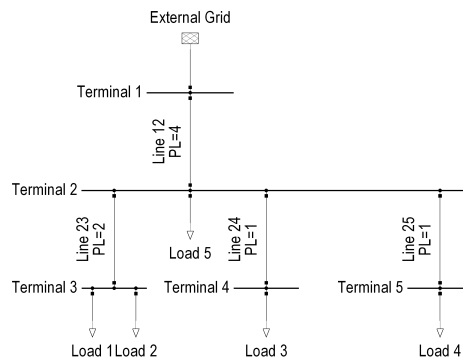 External Grid
Terminal 1
Line 12
PL=4
Terminal 2
Line 23
PL=2
Load 5
Line 24
PL=1
Line 25
PL=1
Terminal 3
Terminal 4
Terminal 5
Load 1
Load 2
Load 3
Load 4